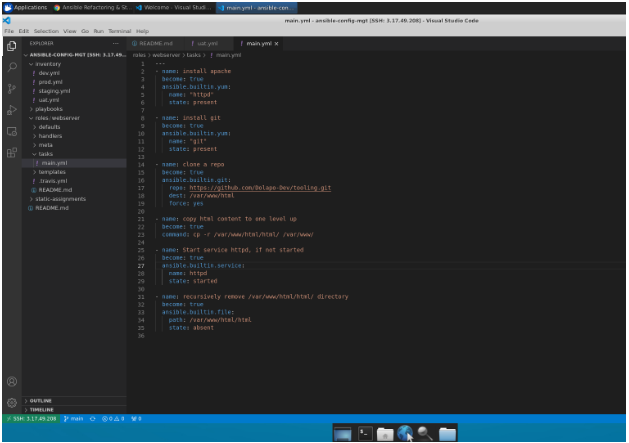 Applications
Ansible Refactoring & St...
Welcome - Visual Studi...
main.yml - ansible-con...
main.yml - ansible-config-mgt [SSH: 3.17.49.208] - Visual Studio Code
File Edit Selection View Go Run Terminal Help
EXPLORER
README.md
uat.yml
main.yml
ANSIBLE-CONFIG-MGT [SSH: 3.17.49...
roles > webserver > tasks > main.yml
inventory
dev.yml
prod.yml
staging.yml
uat.yml
playbooks
roles/webserver
defaults
handlers
meta
tasks
main.yml
templates
.travis.yml
README.md
static-assignments
README.md
1 ---
2 - name: install apache
3 become: true
4 ansible.builtin.yum:
5 name: "httpd"
6 state: present
7
8 - name: install git
9 become: true
10 ansible.builtin.yum:
11 name: "git"
12 state: present
13
14 - name: clone a repo
15 become: true
16 ansible.builtin.git:
17 repo: https://github.com/Dolapo-Dev/tooling.git
18 dest: /var/www/html
19 force: yes
20
21 - name: copy html content to one level up
22 become: true
23 command: cp -r /var/www/html/html/ /var/www/
24
25 - name: Start service httpd, if not started
26 become: true
27 ansible.builtin.service:
28 name: httpd
29 state: started
30
31 - name: recursively remove /var/www/html/html/ directory
32 become: true
33 ansible.builtin.file:
34 path: /var/www/html/html
35 state: absent
36
OUTLINE
TIMELINE
SSH: 3.17.49.208 main 0 0 0